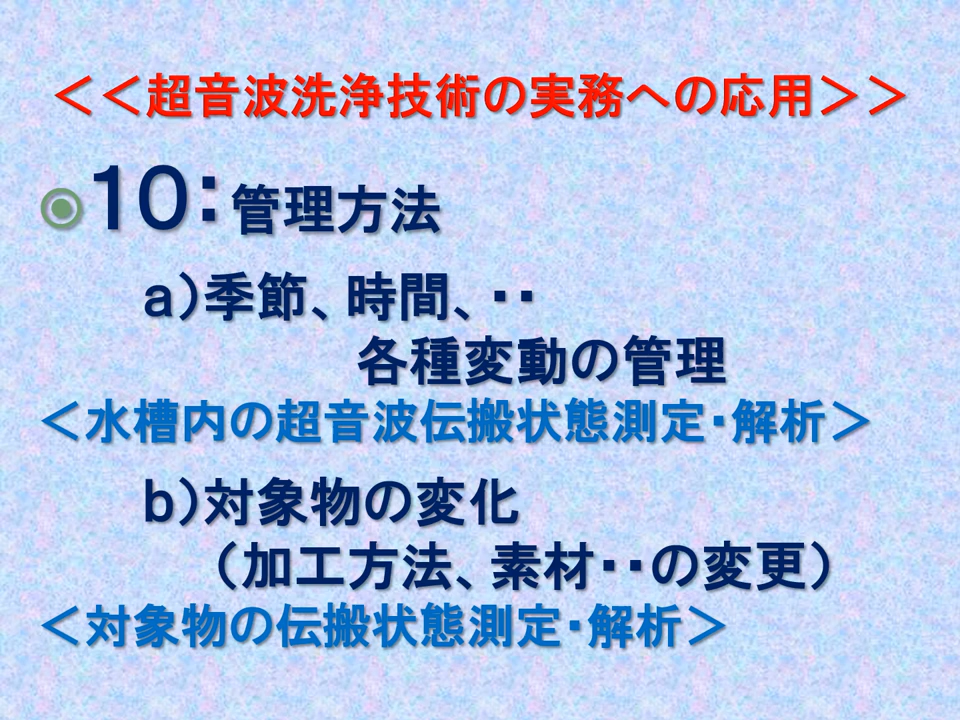 ＜＜超音波洗浄技術の実務への応用＞＞
10：管理方法
a）季節、時間、・・
各種変動の管理
＜水槽内の超音波伝搬状態測定・解析＞
b）対象物の変化
（加工方法、素材・・の変更）
＜対象物の伝搬状態測定・解析＞